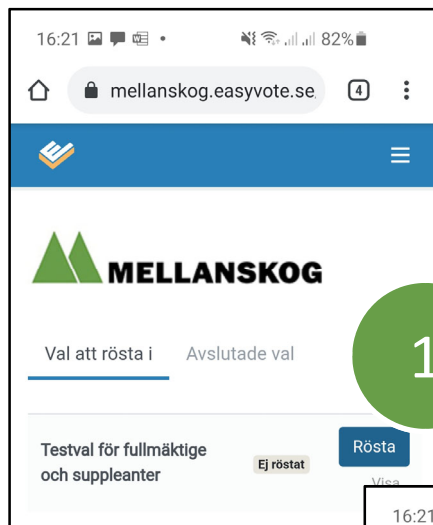 16:21 82%
mellanskog.easyvote.se 4
MELLANSKOG
Val att rösta i Avslutade val
1
Testval för fullmäktige
och suppleanter
Ej röstat
Rösta
Visa
16:21